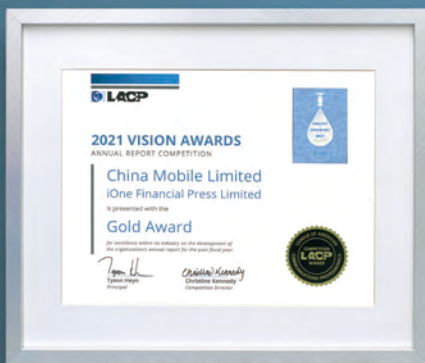 LACP
2021 VISION AWARDS
ANNUAL REPORT COMPETITION
China Mobile Limited
iOne Financial Press Limited
is presented with the
Gold Award
for excellence within its industry on the development of
the organization's annual report for the past fiscal year.
Tyson Heyn
Principal
Christine Kennedy
Competition Director
COMPETITION
LACP
WINNER